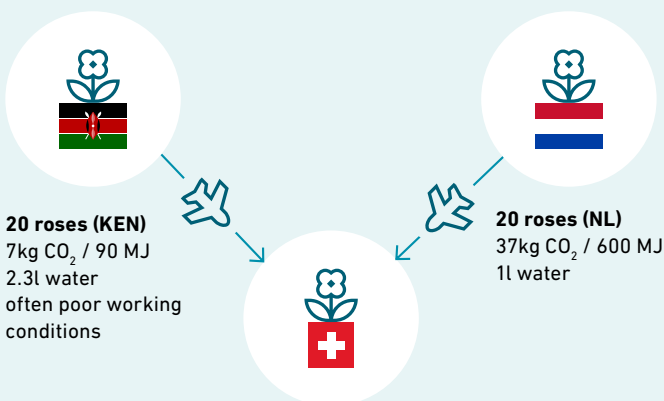 20 roses (KEN)
7kg CO₂ / 90 MJ
2.3l water
often poor working
conditions
20 roses (NL)
37kg CO₂ / 600 MJ
1l water